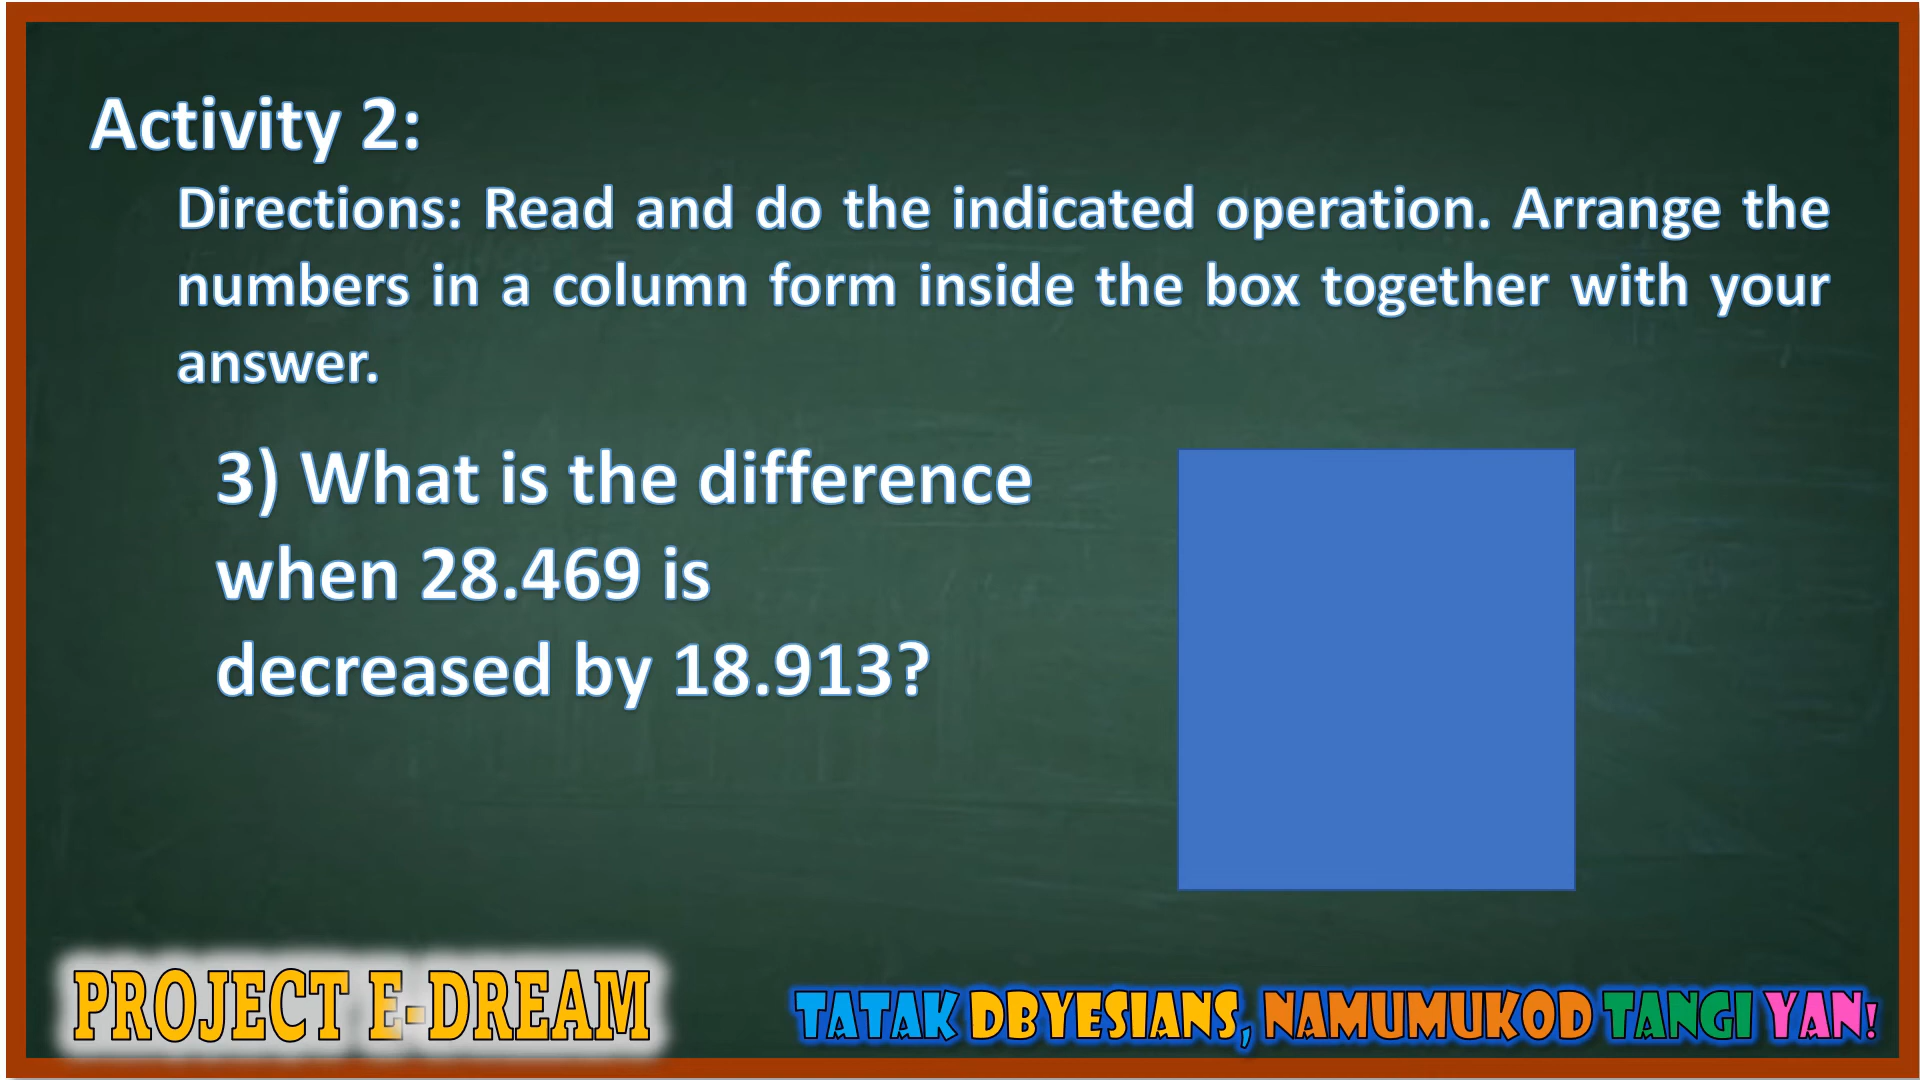 Activity 2:
Directions: Read and do the indicated operation. Arrange the
numbers in a column form inside the box together with your
answer.
3) What is the difference
when 28.469 is
decreased by 18.913?
PROJECT E-DREAM
TATAK DBYESIANS, NAMUMUKOD TANGI YAN!